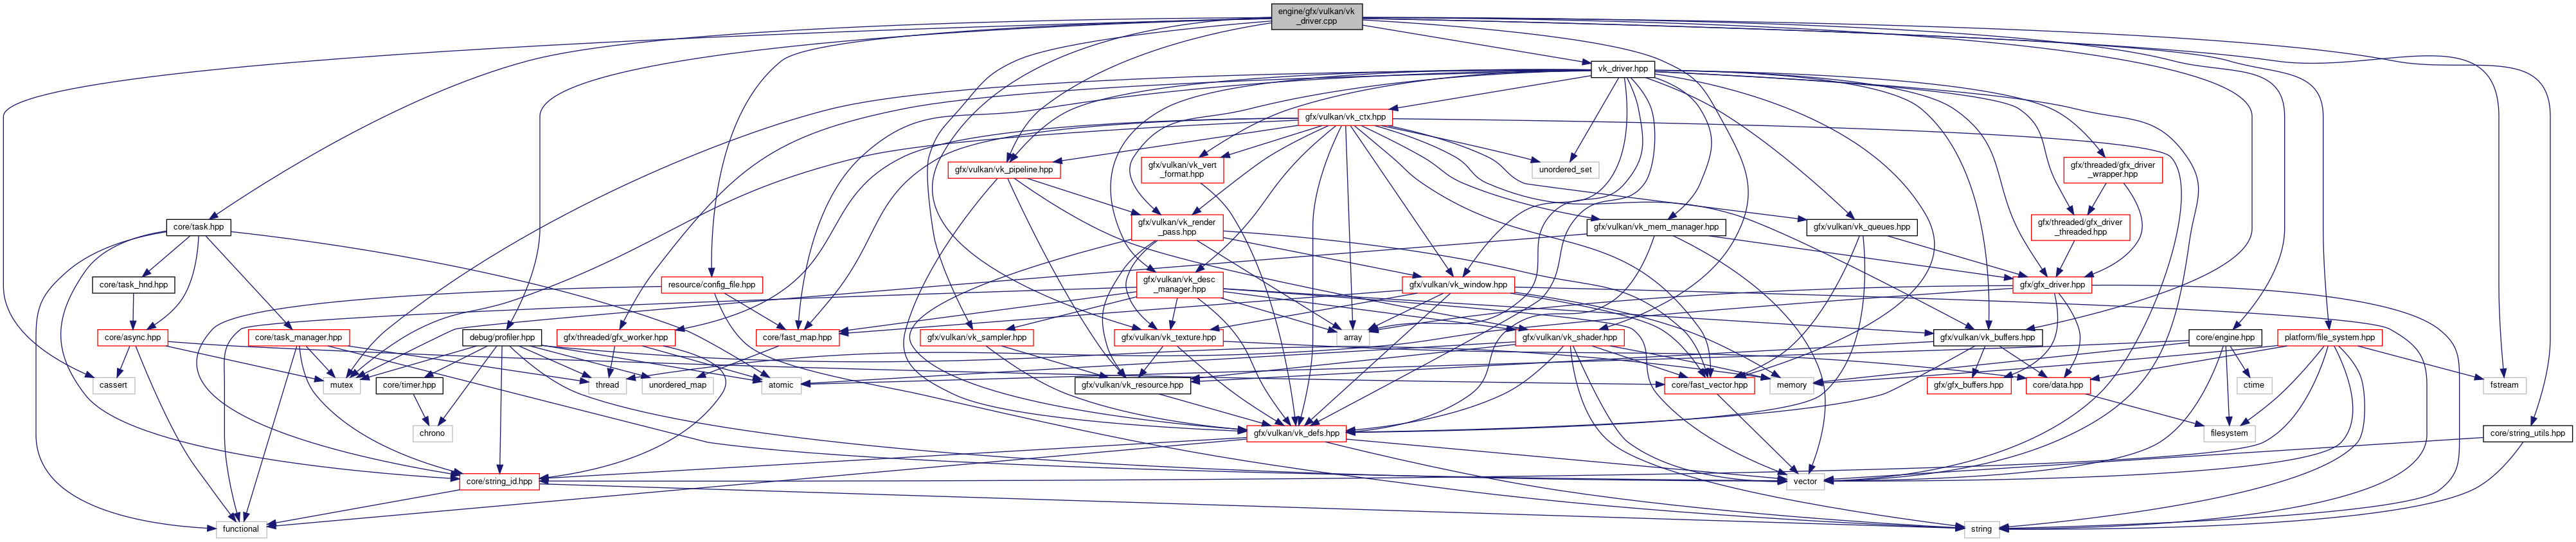 engine/gfx/vulkan/vk
_driver.cpp
vk_driver.hpp
gfx/vulkan/vk_ctx.hpp
gfx/vulkan/vk_pipeline.hpp
gfx/vulkan/vk_vert
_format.hpp
unordered_set
gfx/threaded/gfx_driver
_wrapper.hpp
core/task.hpp
gfx/vulkan/vk_render
_pass.hpp
gfx/vulkan/vk_mem_manager.hpp
gfx/vulkan/vk_queues.hpp
gfx/threaded/gfx_driver
_threaded.hpp
core/task_hnd.hpp
resource/config_file.hpp
gfx/vulkan/vk_desc
_manager.hpp
gfx/vulkan/vk_window.hpp
gfx/gfx_driver.hpp
core/async.hpp
core/task_manager.hpp
debug/profiler.hpp
gfx/threaded/gfx_worker.hpp
core/fast_map.hpp
gfx/vulkan/vk_sampler.hpp
gfx/vulkan/vk_texture.hpp
array
gfx/vulkan/vk_shader.hpp
gfx/vulkan/vk_buffers.hpp
core/engine.hpp
platform/file_system.hpp
cassert
mutex
core/timer.hpp
thread
unordered_map
atomic
gfx/vulkan/vk_resource.hpp
core/fast_vector.hpp
memory
gfx/gfx_buffers.hpp
core/data.hpp
ctime
fstream
chrono
gfx/vulkan/vk_defs.hpp
filesystem
core/string_utils.hpp
core/string_id.hpp
vector
functional
string